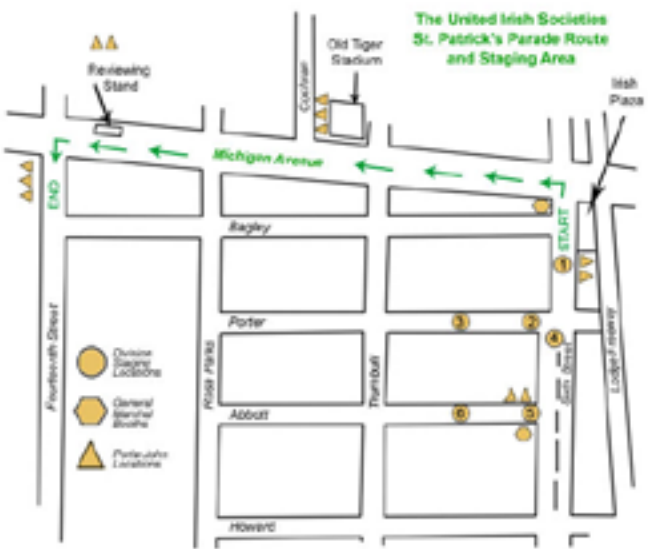 The United Irish Societies
St. Patrick's Parade Route
and Staging Area
Reviewing
Stand
Cochran
Old Tiger
Stadium
Irish
Plaza
Michigan Avenue
END
START
Bagley
1
Fourteenth Street
Rosa Parks
Porter
3
2
4
Trumbull
Sixth Street
Lodge Freeway
Division
Staging
Locations
General
Marshal
Booths
Abbott
6
5
Porta-John
Locations
Howard